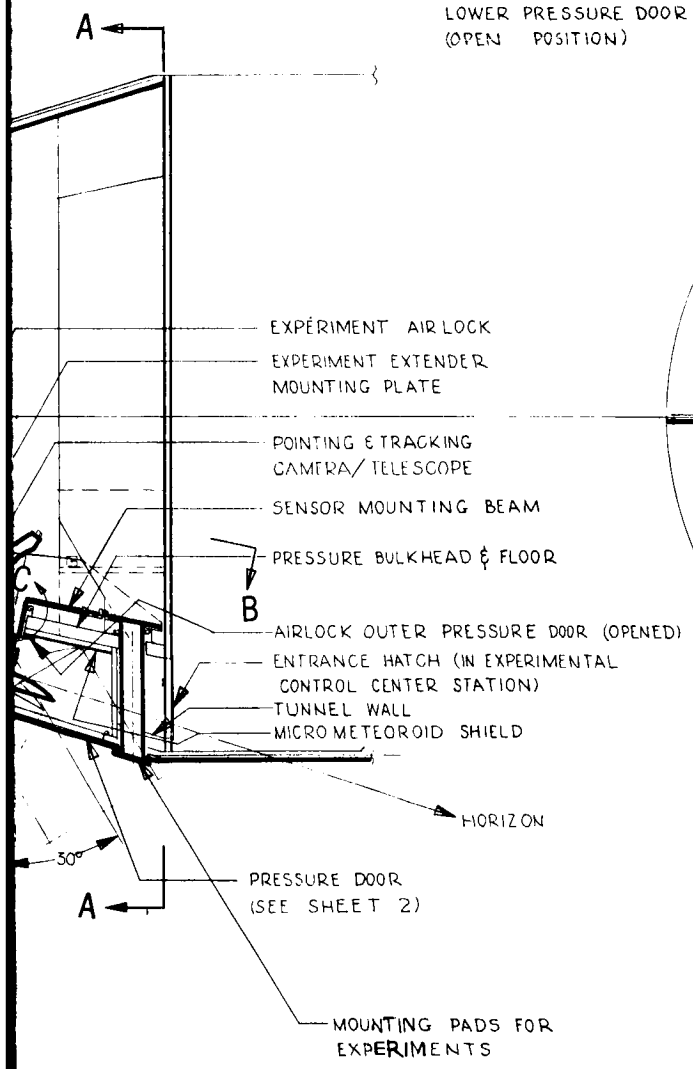 LOWER PRESSURE DOOR
(OPEN POSITION)
A
EXPERIMENT AIRLOCK
EXPERIMENT EXTENDER
MOUNTING PLATE
POINTING & TRACKING
CAMERA/TELESCOPE
SENSOR MOUNTING BEAM
PRESSURE BULKHEAD & FLOOR
C
B
AIRLOCK OUTER PRESSURE DOOR (OPENED)
ENTRANCE HATCH (IN EXPERIMENTAL
CONTROL CENTER STATION)
TUNNEL WALL
MICROMETEOROID SHIELD
HORIZON
30°
PRESSURE DOOR
(SEE SHEET 2)
A
MOUNTING PADS FOR
EXPERIMENTS